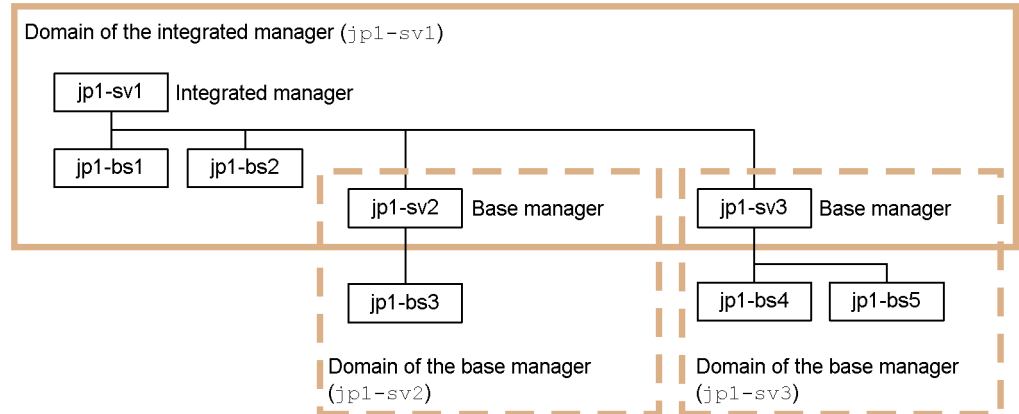 Domain of the integrated manager (jp1-sv1)
jp1-sv1 Integrated manager
jp1-bs1 jp1-bs2
jp1-sv2 Base manager jp1-sv3 Base manager
jp1-bs3 jp1-bs4 jp1-bs5
Domain of the base manager
(jp1-sv2)
Domain of the base manager
(jp1-sv3)